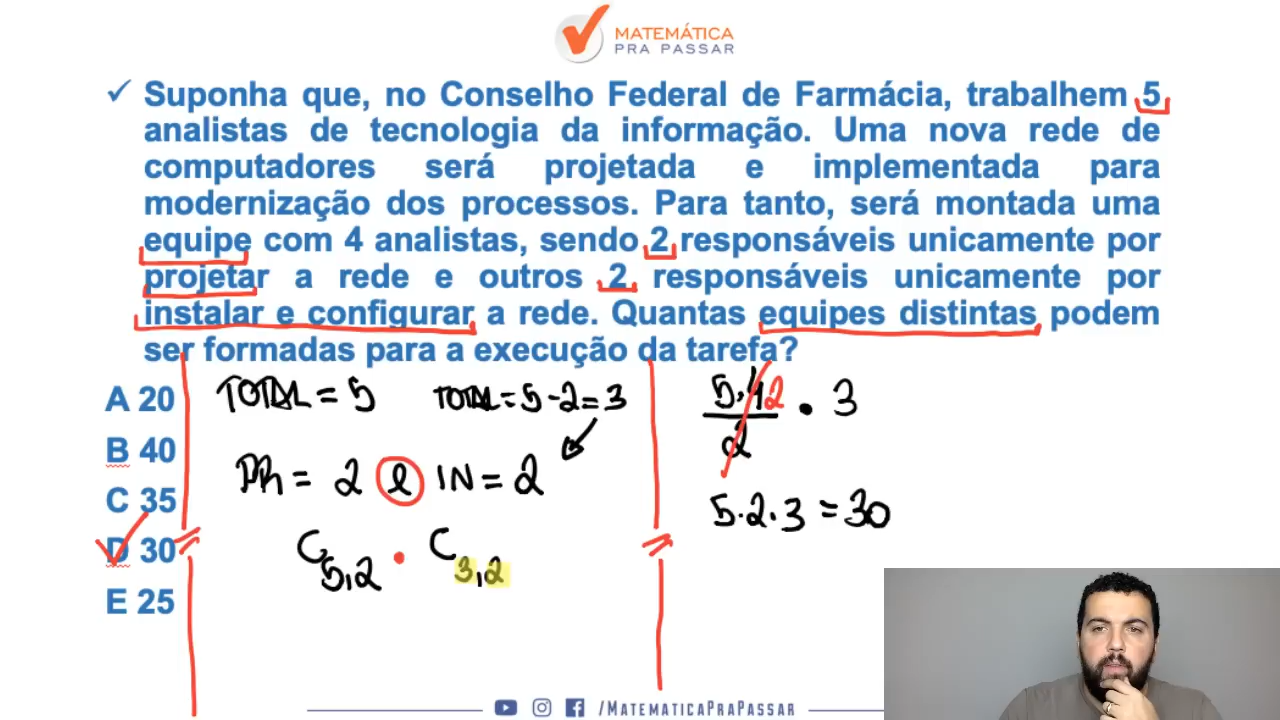 MATEMÁTICA
PRA PASSAR
✓ Suponha que, no Conselho Federal de Farmácia, trabalhem 5
analistas de tecnologia da informação. Uma nova rede de
computadores será projetada e implementada para
modernização dos processos. Para tanto, será montada uma
equipe com 4 analistas, sendo 2 responsáveis unicamente por
projetar a rede e outros 2 responsáveis unicamente por
instalar e configurar a rede. Quantas equipes distintas podem
ser formadas para a execução da tarefa?
A 20
B 40
C 35
D 30
E 25
TOTAL = 5
TOTAL = 5 - 2 = 3
PR = 2 e IN = 2
C5,2 · C3,2
5.4 2 · 3
2
5·2·3 = 30
/MatematicaPraPassar